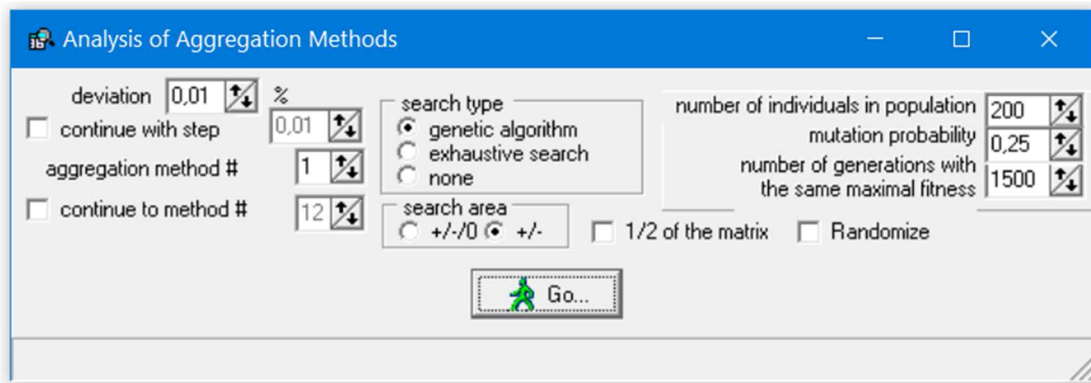 Analysis of Aggregation Methods
deviation 0,01 %
continue with step 0,01
aggregation method # 1
continue to method # 12
search type
genetic algorithm
exhaustive search
none
search area
+/-/0 +/-
number of individuals in population 200
mutation probability 0,25
number of generations with
the same maximal fitness 1500
1/2 of the matrix Randomize
Go...